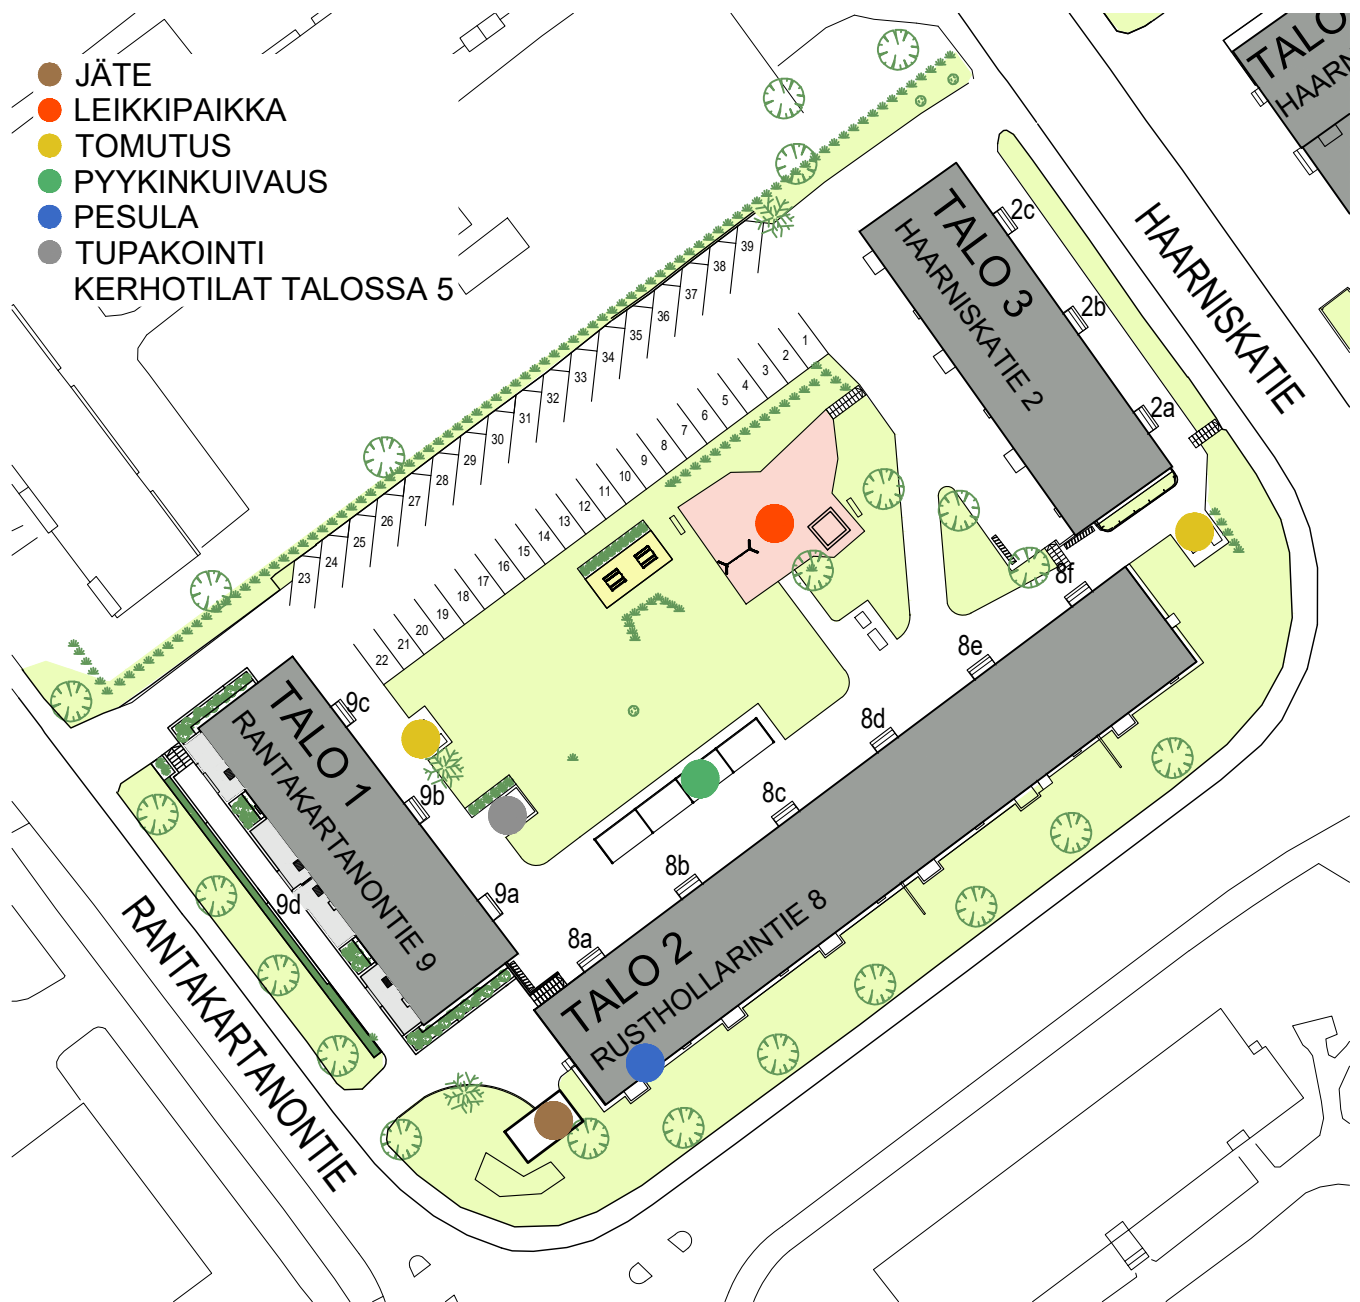 JÄTE
LEIKKIPAIKKA
TOMUTUS
PYYKINKUIVAUS
PESULA
TUPAKOINTI
KERHOTILAT TALOSSA 5
TALO
HAARN
HAARNISKATIE
TALO 3
HAARNISKATIE 2
2c
2b
2a
39
38
37
36
35
34
33
32
31
30
29
28
27
26
25
24
23
1
2
3
4
5
6
7
8
9
10
11
12
13
14
15
16
17
18
19
20
21
22
TALO 1
RANTAKARTANONTIE 9
9c
9b
9a
9d
8f
8e
8d
8c
8b
8a
TALO 2
RUSTHOLLARINTIE 8
RANTAKARTANONTIE